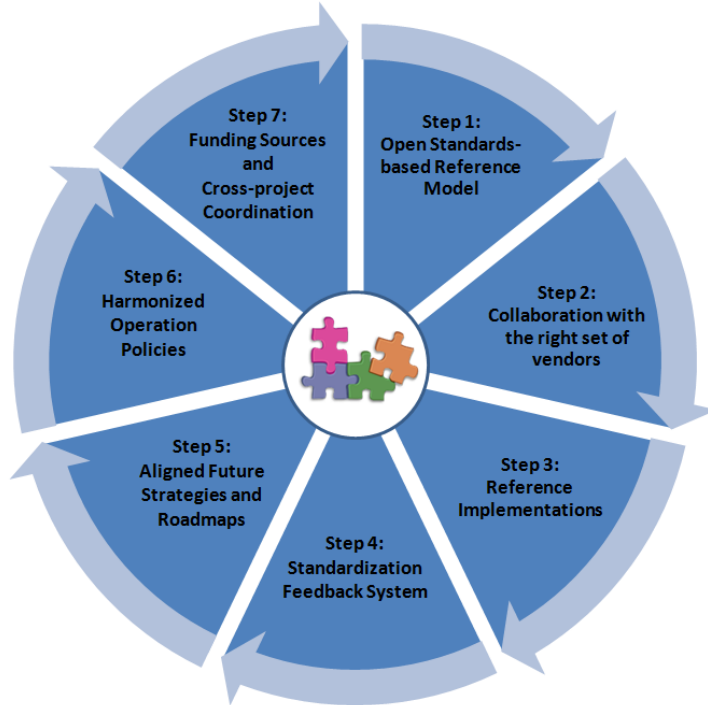 Step 1:
Open Standards-
based Reference
Model
Step 2:
Collaboration with
the right set of
vendors
Step 3:
Reference
Implementations
Step 4:
Standardization
Feedback System
Step 5:
Aligned Future
Strategies and
Roadmaps
Step 6:
Harmonized
Operation
Policies
Step 7:
Funding Sources
and
Cross-project
Coordination